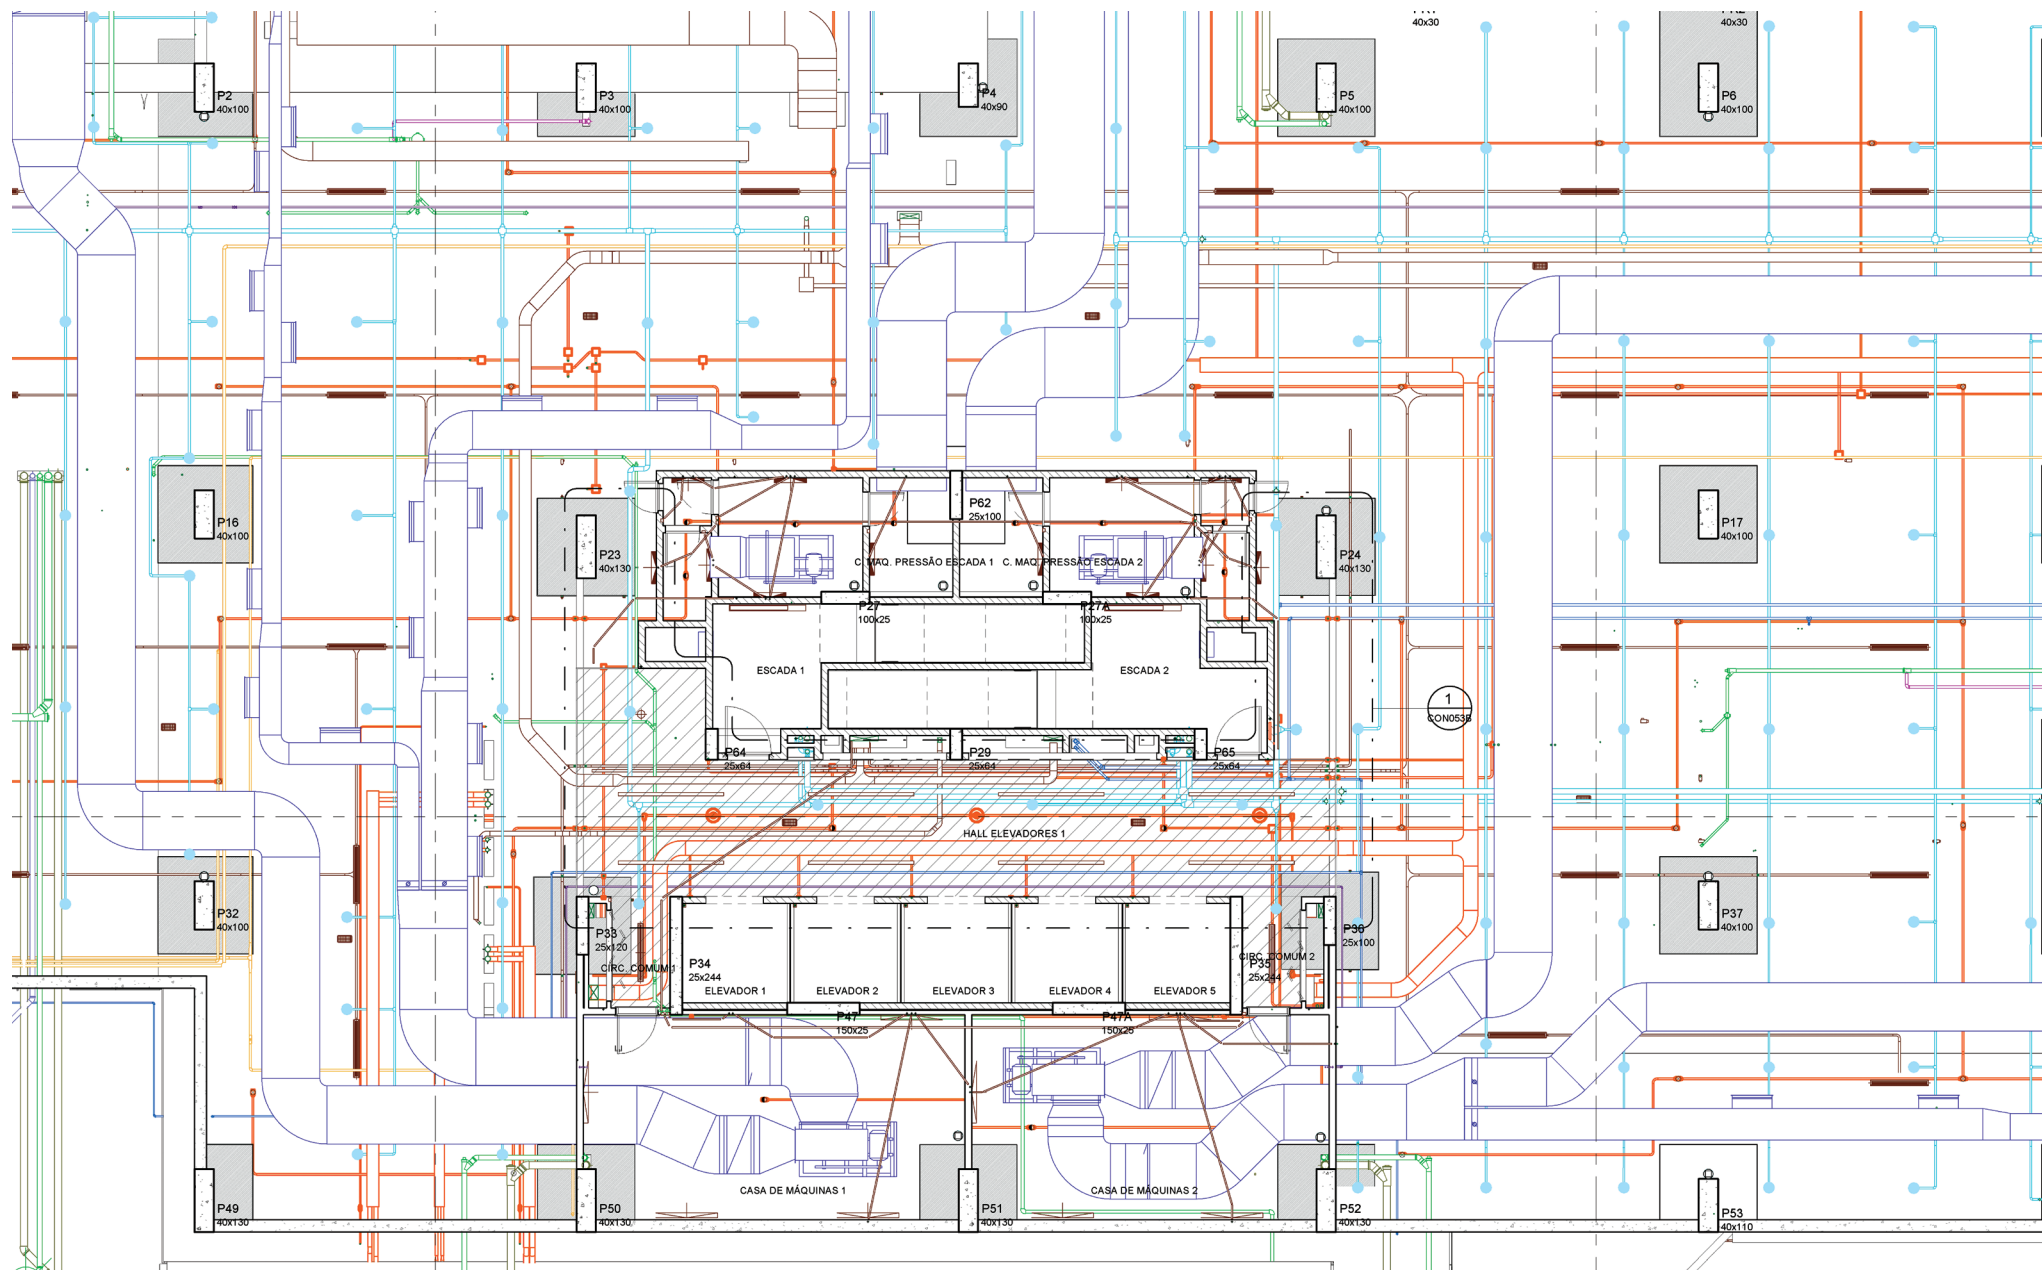 40x30
40x30
P2
40x100
P3
40x100
P4
40x90
P5
40x100
P6
40x100
P16
40x100
P23
40x130
P62
25x100
P24
40x130
P17
40x100
C. MAQ. PRESSÃO ESCADA 1
C. MAQ. PRESSÃO ESCADA 2
P27
100x25
P27A
100x25
ESCADA 1
ESCADA 2
1
CON053B
P64
25x64
P29
25x64
P65
25x64
HALL ELEVADORES 1
P32
40x100
P33
25x120
P36
25x100
P37
40x100
CIRC. COMUM 1
P34
25x244
CIRC. COMUM 2
P35
25x244
ELEVADOR 1
ELEVADOR 2
ELEVADOR 3
ELEVADOR 4
ELEVADOR 5
P47
150x25
P47A
150x25
CASA DE MÁQUINAS 1
CASA DE MÁQUINAS 2
P49
40x130
P50
40x130
P51
40x130
P52
40x130
P53
40x110